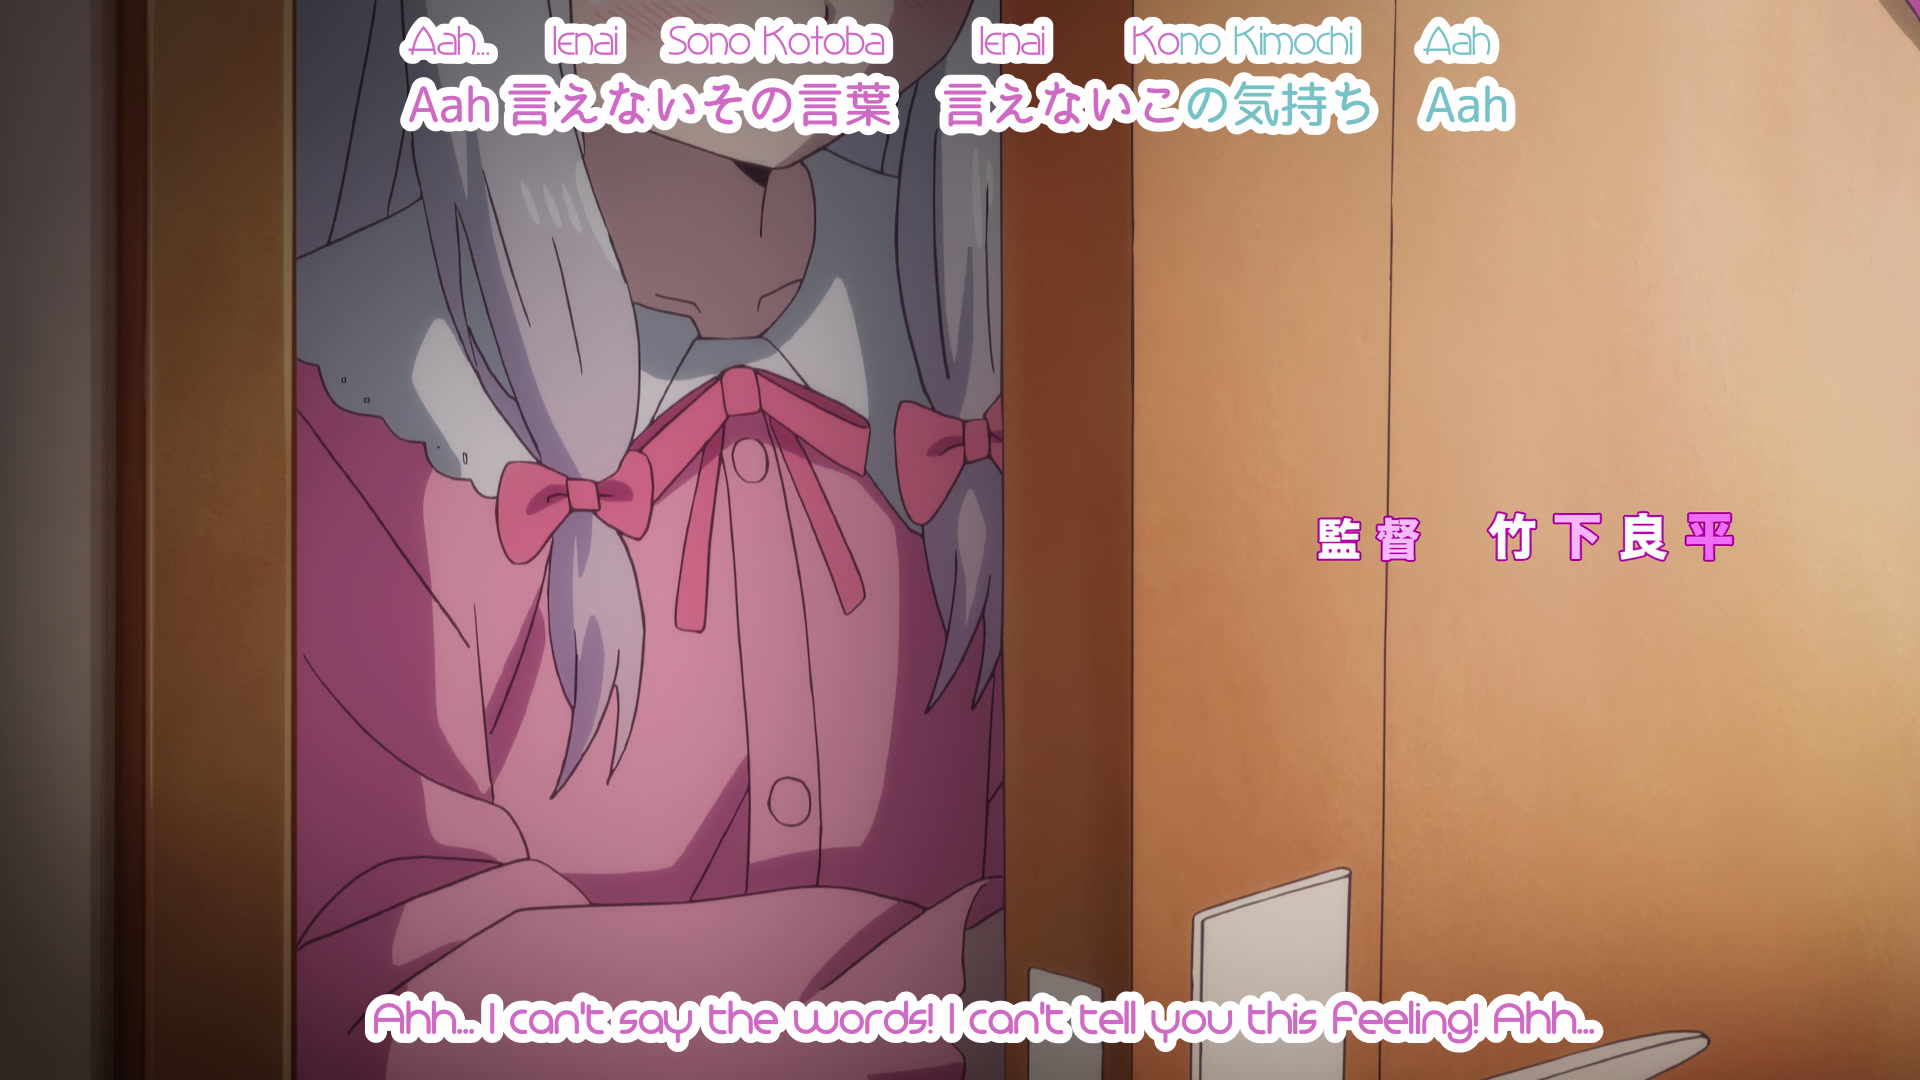 Aah... Ienai Sono Kotoba Ienai Kono Kimochi Aah
Aah 言えないその言葉 言えないこの気持ち Aah
監督 竹下良平
Ahh... I can't say the words! I can't tell you this feeling! Ahh...